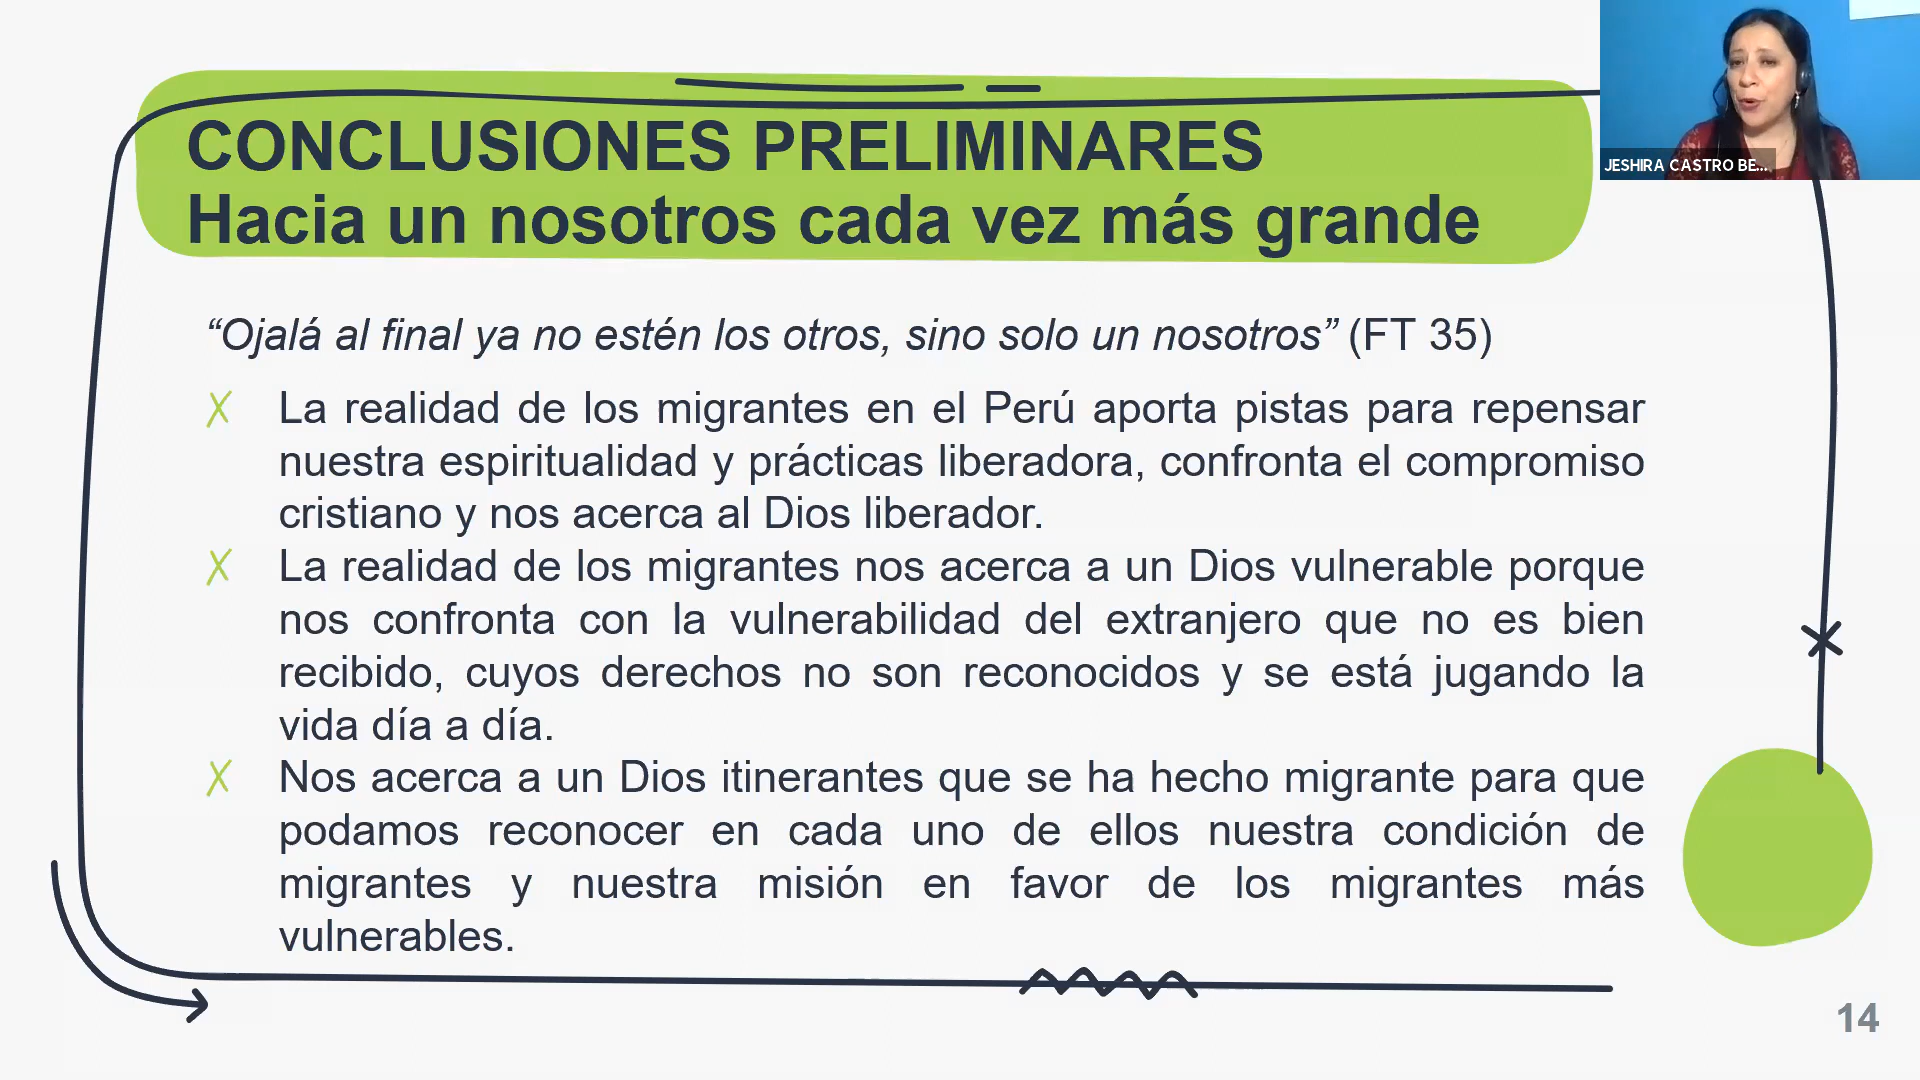 CONCLUSIONES PRELIMINARES
Hacia un nosotros cada vez más grande
JESHIRA CASTRO BE...
“Ojalá al final ya no estén los otros, sino solo un nosotros” (FT 35)
La realidad de los migrantes en el Perú aporta pistas para repensar
nuestra espiritualidad y prácticas liberadora, confronta el compromiso
cristiano y nos acerca al Dios liberador.
La realidad de los migrantes nos acerca a un Dios vulnerable porque
nos confronta con la vulnerabilidad del extranjero que no es bien
recibido, cuyos derechos no son reconocidos y se está jugando la
vida día a día.
Nos acerca a un Dios itinerantes que se ha hecho migrante para que
podamos reconocer en cada uno de ellos nuestra condición de
migrantes y nuestra misión en favor de los migrantes más
vulnerables.
14